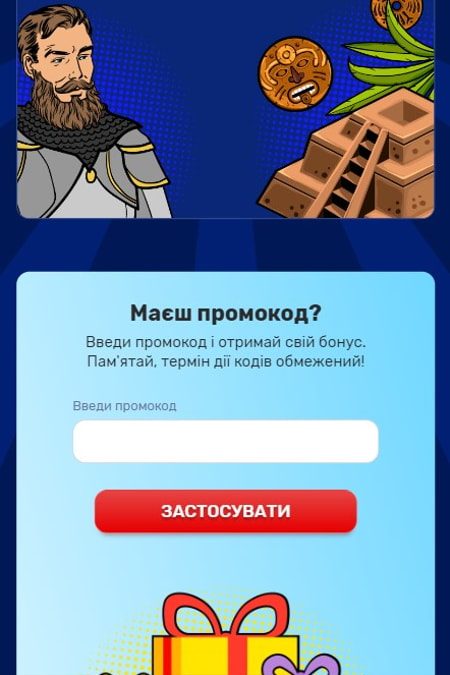 Маєш промокод?
Введи промокод і отримай свій бонус.
Пам'ятай, термін дії кодів обмежений!
Введи промокод
ЗАСТОСУВАТИ